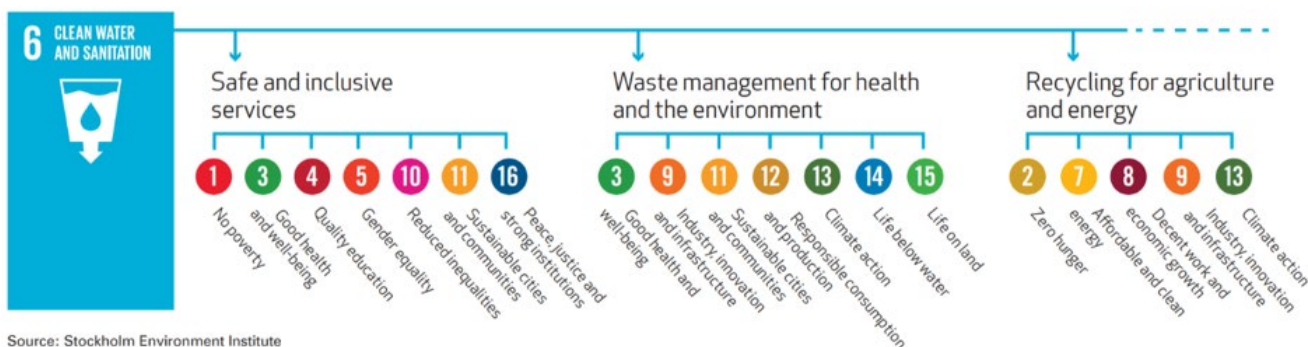 6 CLEAN WATER
AND SANITATION
Safe and inclusive
services
1
No poverty
3
Good health
and well-being
4
Quality education
5
Gender equality
10
Reduced inequalities
11
Sustainable cities
and communities
16
Peace, justice and
strong institutions
Waste management for health
and the environment
3
Good health and
well-being
9
Industry, innovation
and infrastructure
11
Sustainable cities
and communities
12
Responsible consumption
and production
13
Climate action
14
Life below water
15
Life on land
Recycling for agriculture
and energy
2
Zero hunger
7
Affordable and clean
energy
8
Decent work and
economic growth
9
Industry, innovation
and infrastructure
13
Climate action
Source: Stockholm Environment Institute